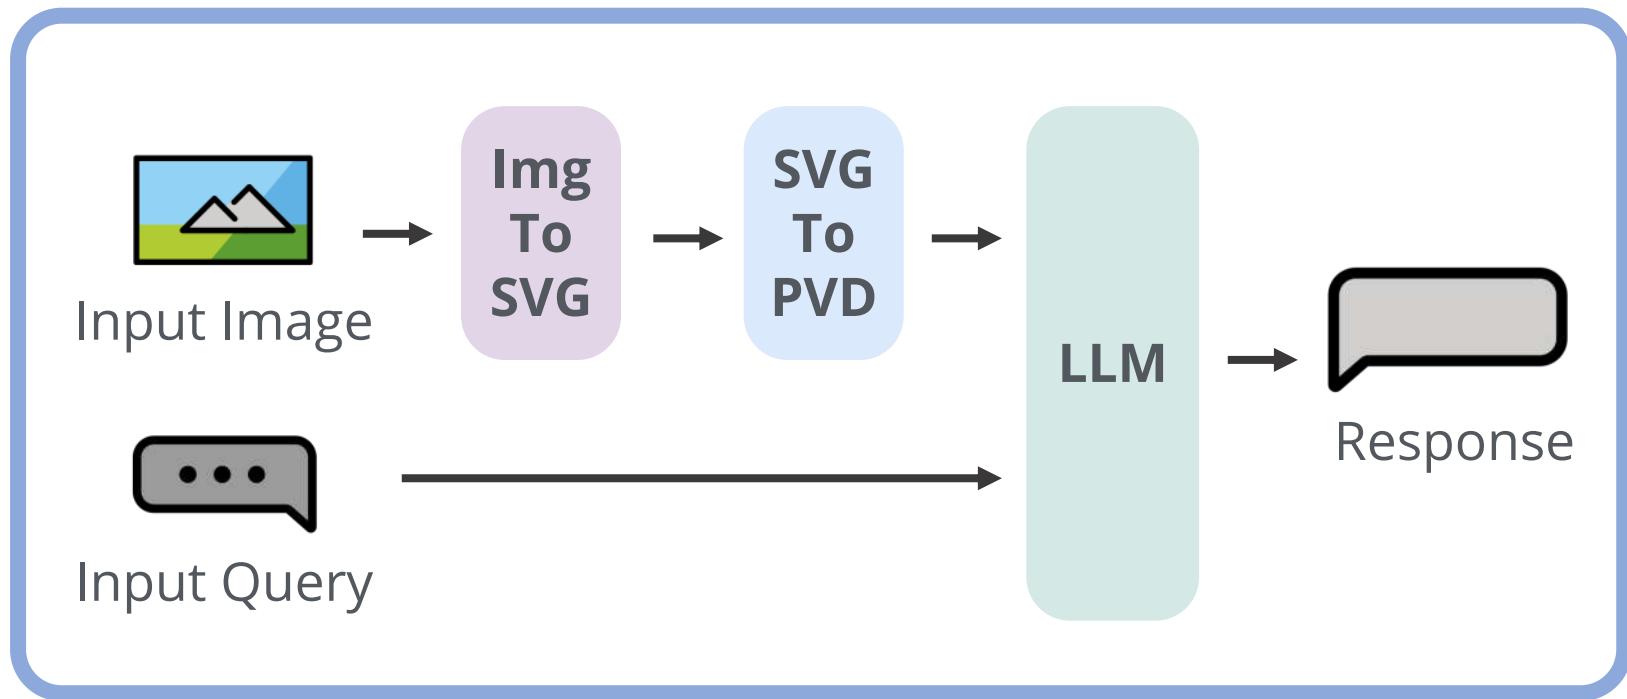 Img
To
SVG
SVG
To
PVD
Input Image
LLM
Response
Input Query